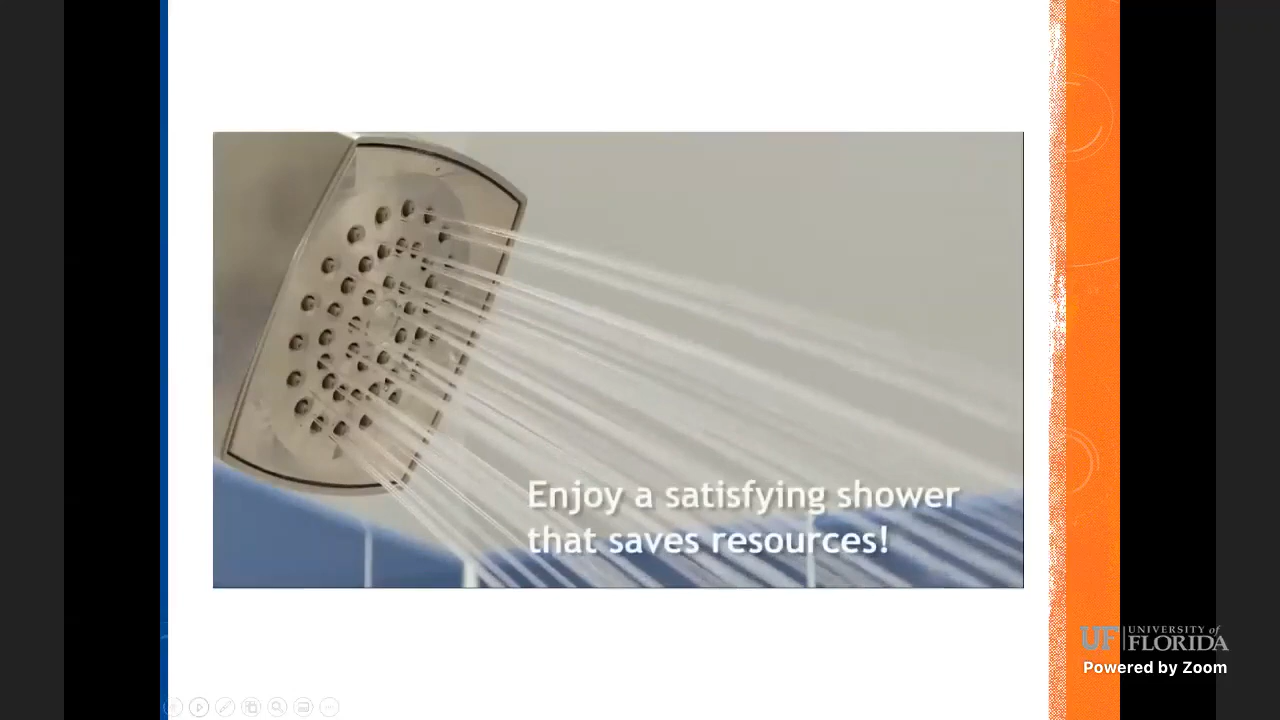 Enjoy a satisfying shower
that saves resources!
UF UNIVERSITY of
FLORIDA
Powered by Zoom